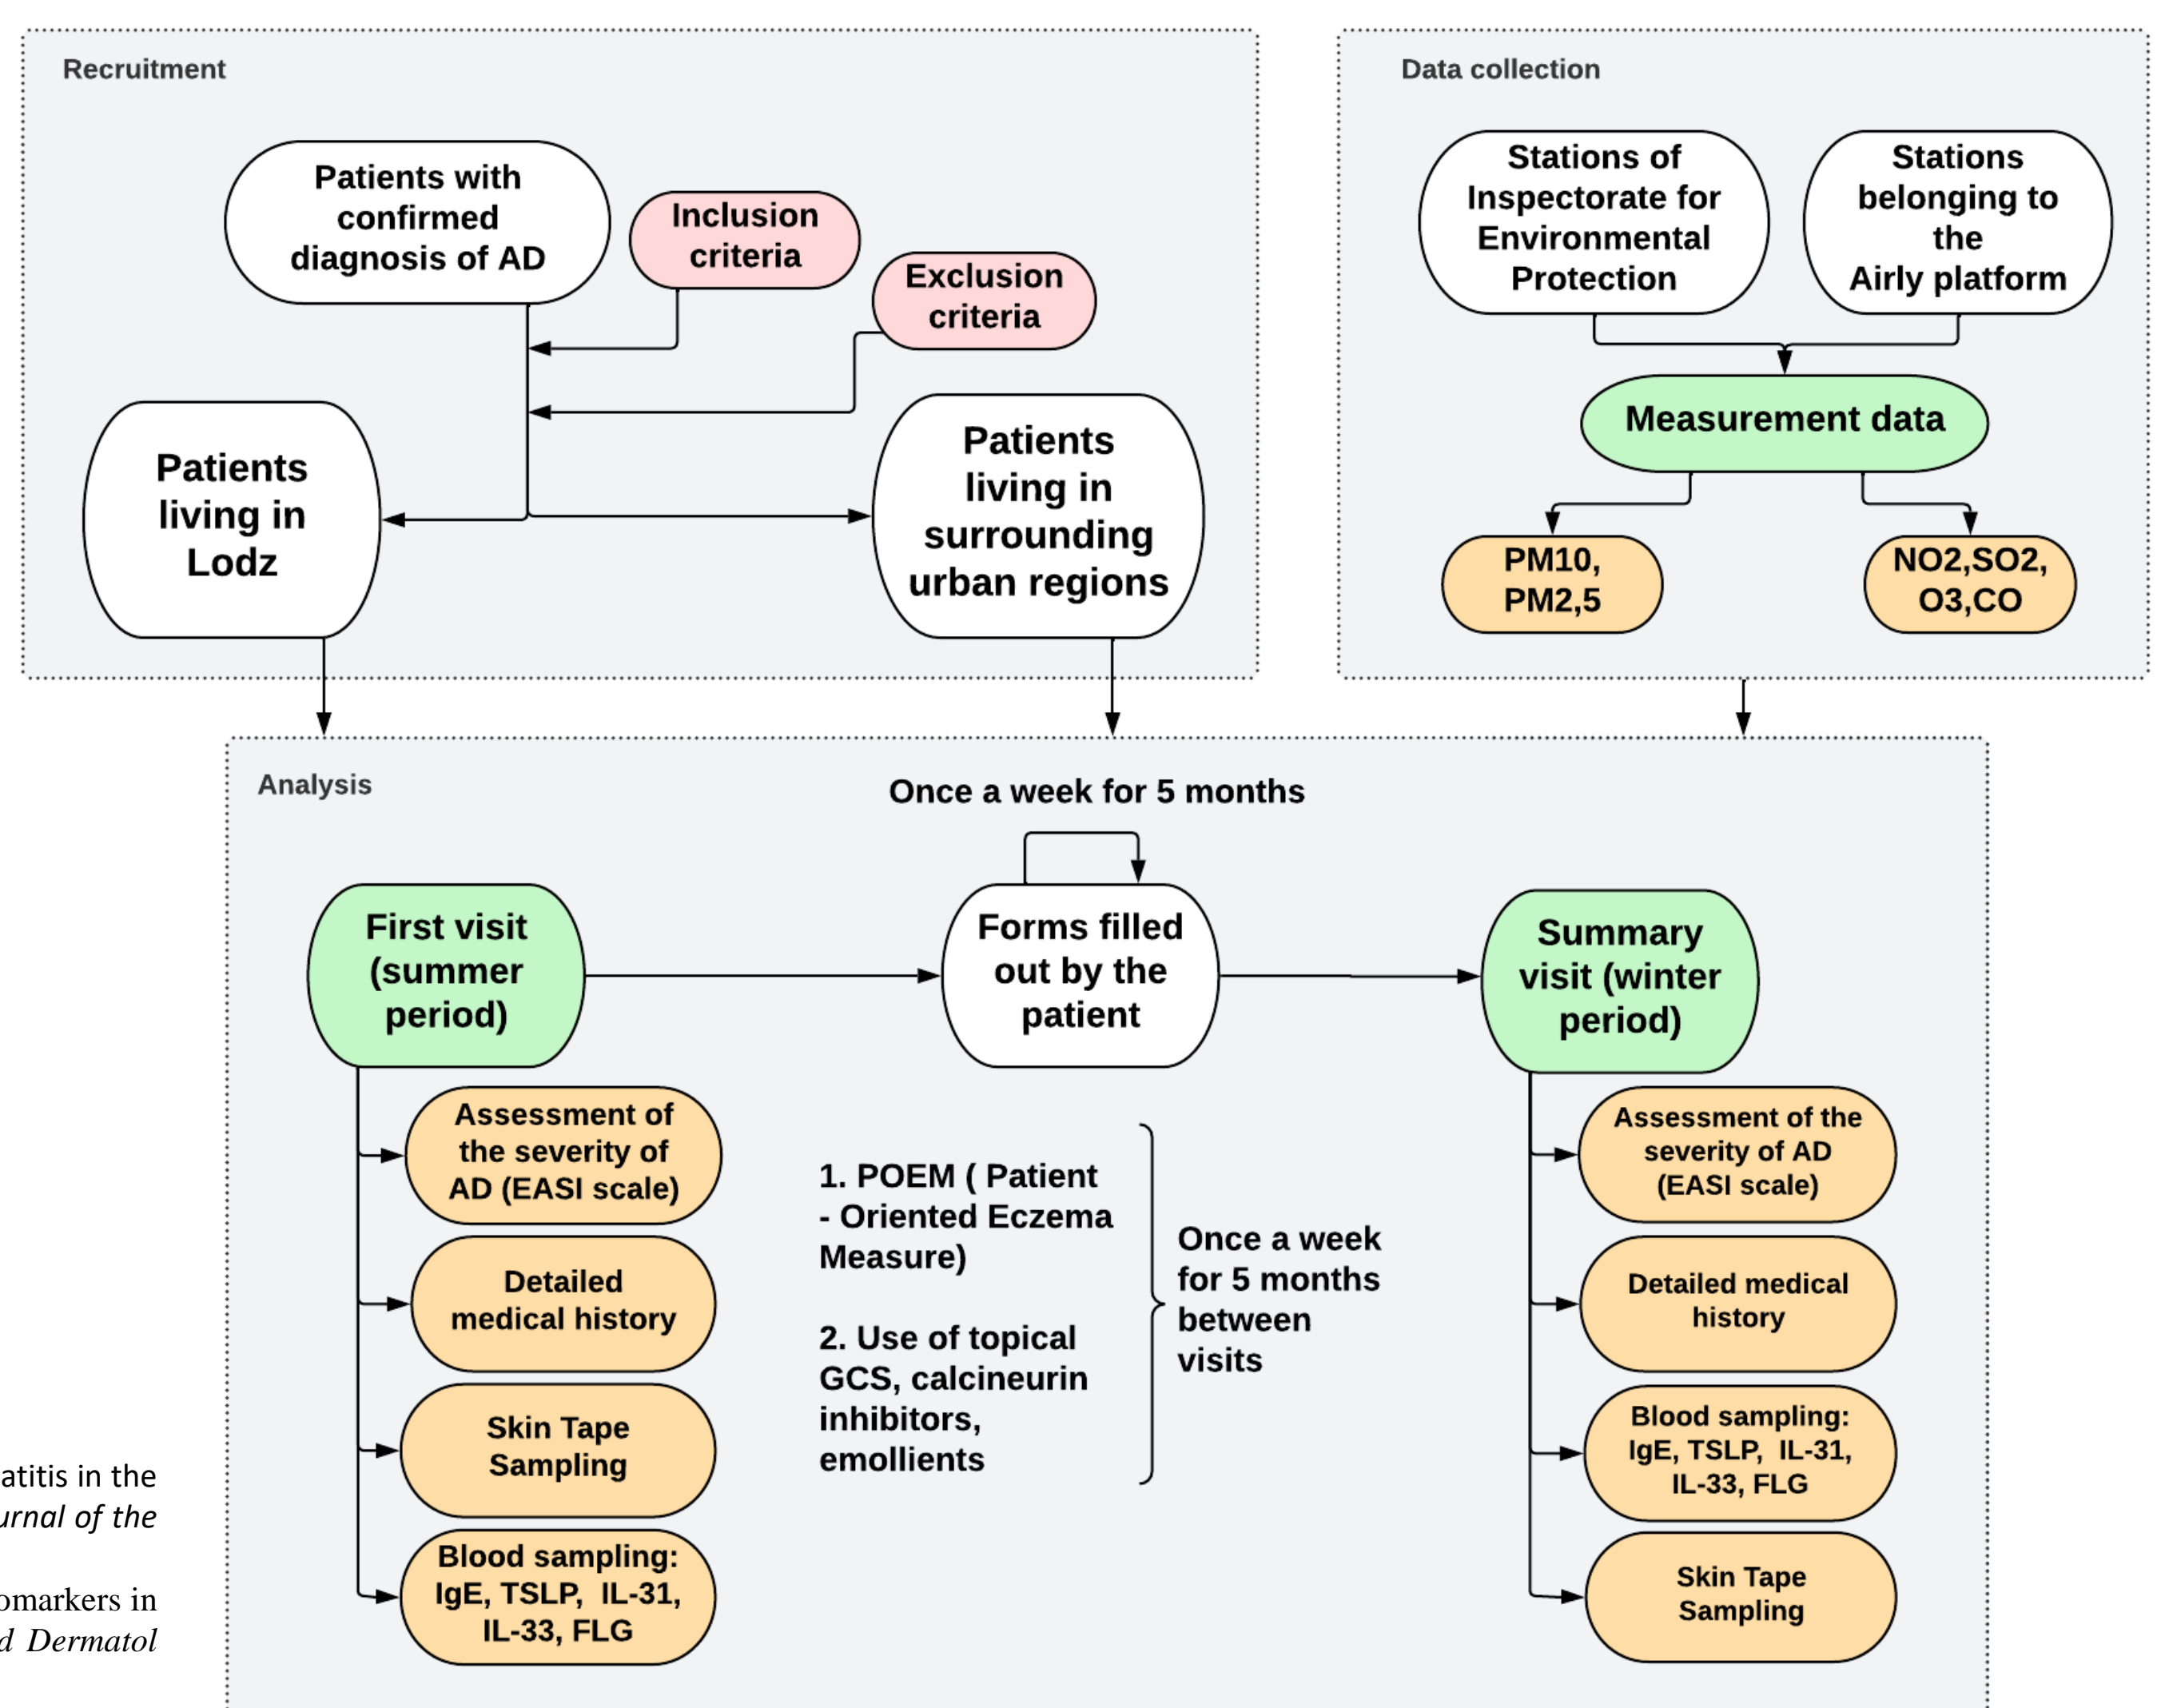 Recruitment
Patients with
confirmed
diagnosis of AD
Inclusion
criteria
Exclusion
criteria
Patients
living in
Lodz
Patients
living in
surrounding
urban regions
Data collection
Stations of
Inspectorate for
Environmental
Protection
Stations
belonging to
the
Airly platform
Measurement data
PM10,
PM2,5
NO2,SO2,
O3,CO
Analysis
Once a week for 5 months
First visit
(summer
period)
Forms filled
out by the
patient
Summary
visit (winter
period)
Assessment of
the severity of
AD (EASI scale)
Detailed
medical history
Skin Tape
Sampling
Blood sampling:
IgE, TSLP, IL-31,
IL-33, FLG
1. POEM ( Patient
- Oriented Eczema
Measure)
2. Use of topical
GCS, calcineurin
inhibitors,
emollients
Once a week
for 5 months
between
visits
Assessment of the
severity of AD
(EASI scale)
Detailed medical
history
Blood sampling:
IgE, TSLP, IL-31,
IL-33, FLG
Skin Tape
Sampling
in the
of the
in
Dermatol